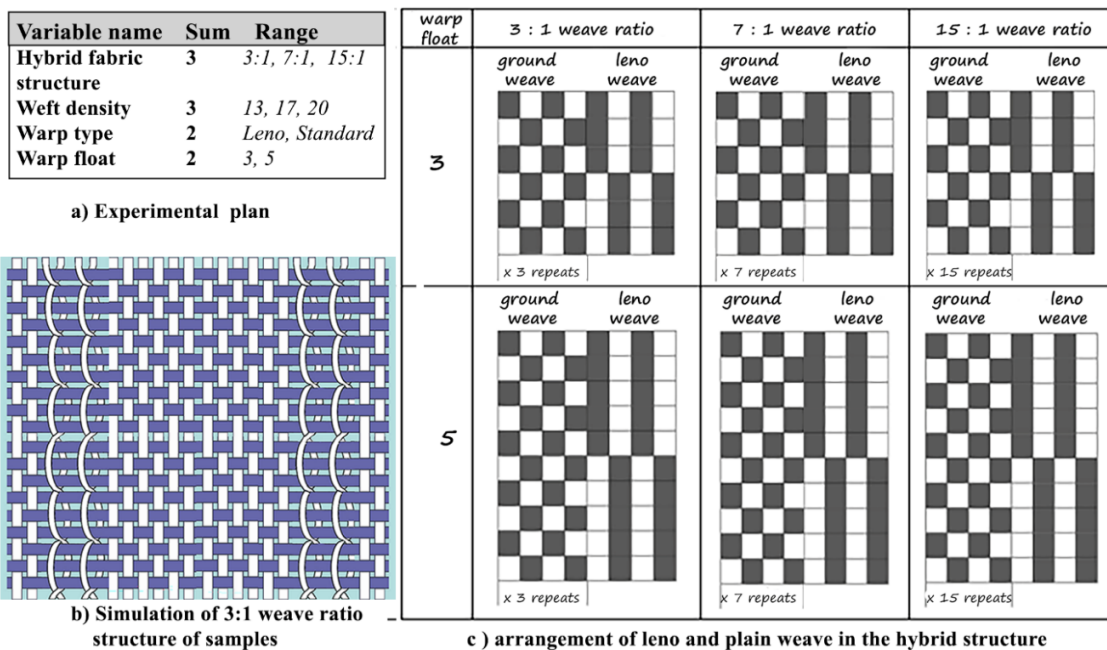 Variable name Sum Range
Hybrid fabric 3 3:1, 7:1, 15:1
structure
Weft density 3 13, 17, 20
Warp type 2 Leno, Standard
Warp float 2 3, 5
a) Experimental plan
b) Simulation of 3:1 weave ratio
structure of samples
warp
float
3 : 1 weave ratio
7 : 1 weave ratio
15 : 1 weave ratio
ground
weave
leno
weave
ground
weave
leno
weave
ground
weave
leno
weave
3
x 3 repeats
x 7 repeats
x 15 repeats
ground
weave
leno
weave
ground
weave
leno
weave
ground
weave
leno
weave
5
x 3 repeats
x 7 repeats
x 15 repeats
c ) arrangement of leno and plain weave in the hybrid structure